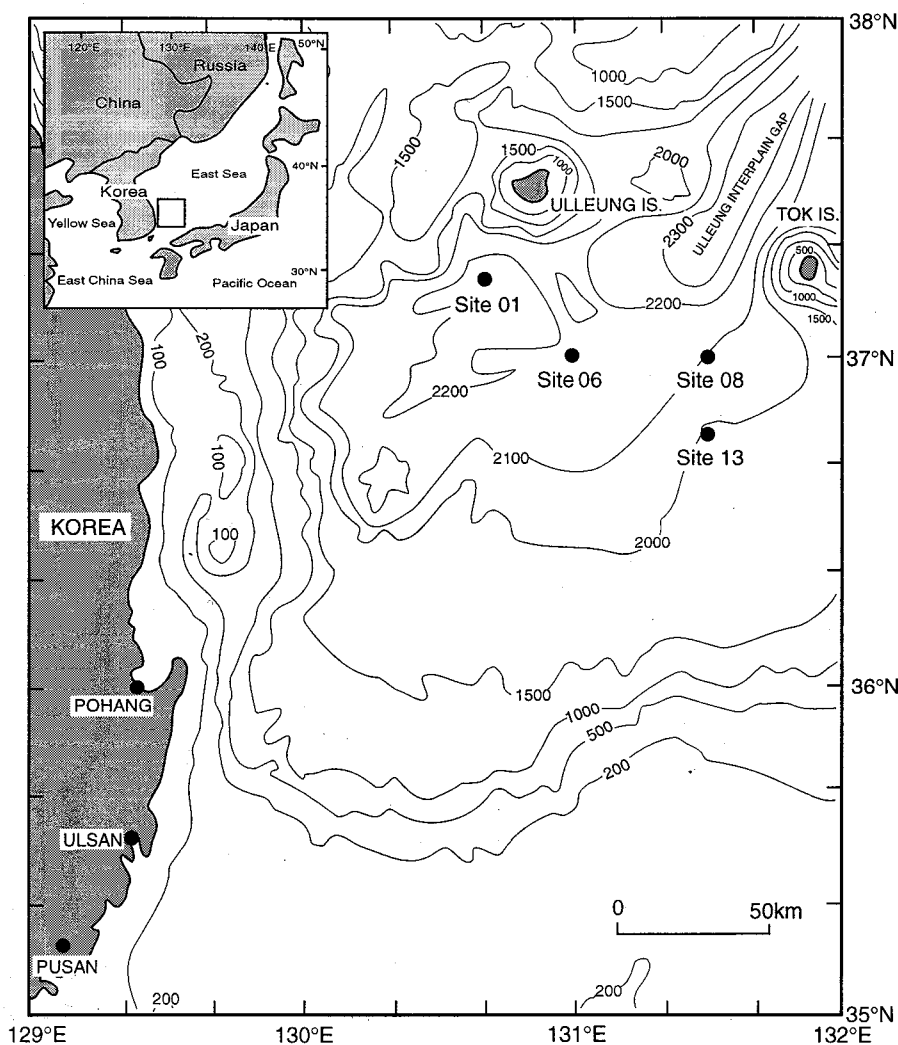 38°N
120°E
130°E
140°E
50°N
Russia
China
40°N
East Sea
Korea
Yellow Sea
Japan
30°N
East China Sea
Pacific Ocean
1000
1500
1500
1500
1000
2000
ULLEUNG IS.
2300
ULLEUNG INTERPLAIN GAP
TOK IS.
500
1000
1500
2200
Site 01
100
200
37°N
Site 06
Site 08
2200
Site 13
2100
100
100
KOREA
2000
36°N
POHANG
1500
1000
500
200
ULSAN
0
50km
PUSAN
200
200
35°N
129°E
130°E
131°E
132°E